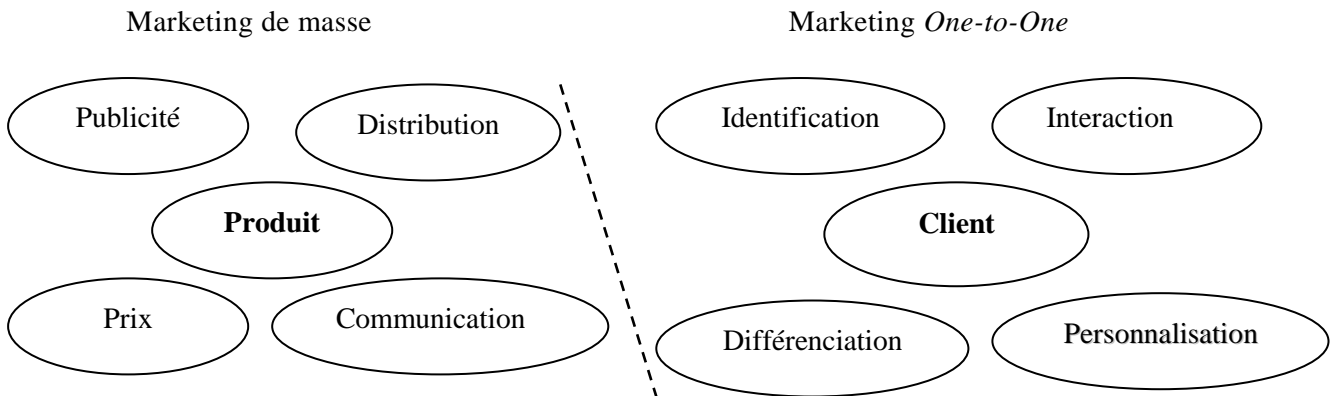 Marketing de masse
Marketing One-to-One
Publicité
Distribution
Produit
Prix
Communication
Identification
Interaction
Client
Différenciation
Personnalisation